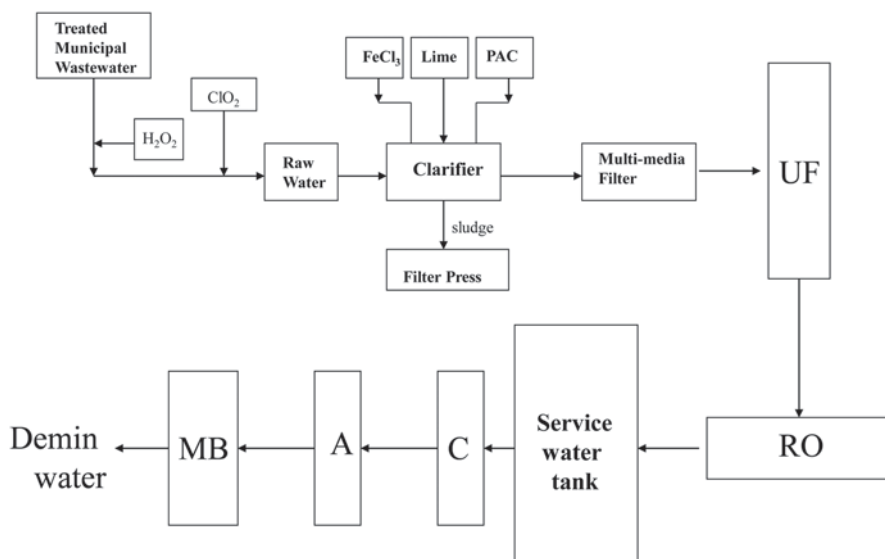 Treated
Municipal
Wastewater
FeCl₃
Lime
PAC
ClO₂
H₂O₂
Raw
Water
Clarifier
Multi-media
Filter
UF
sludge
Filter Press
Demin
water
MB
A
C
Service
water
tank
RO